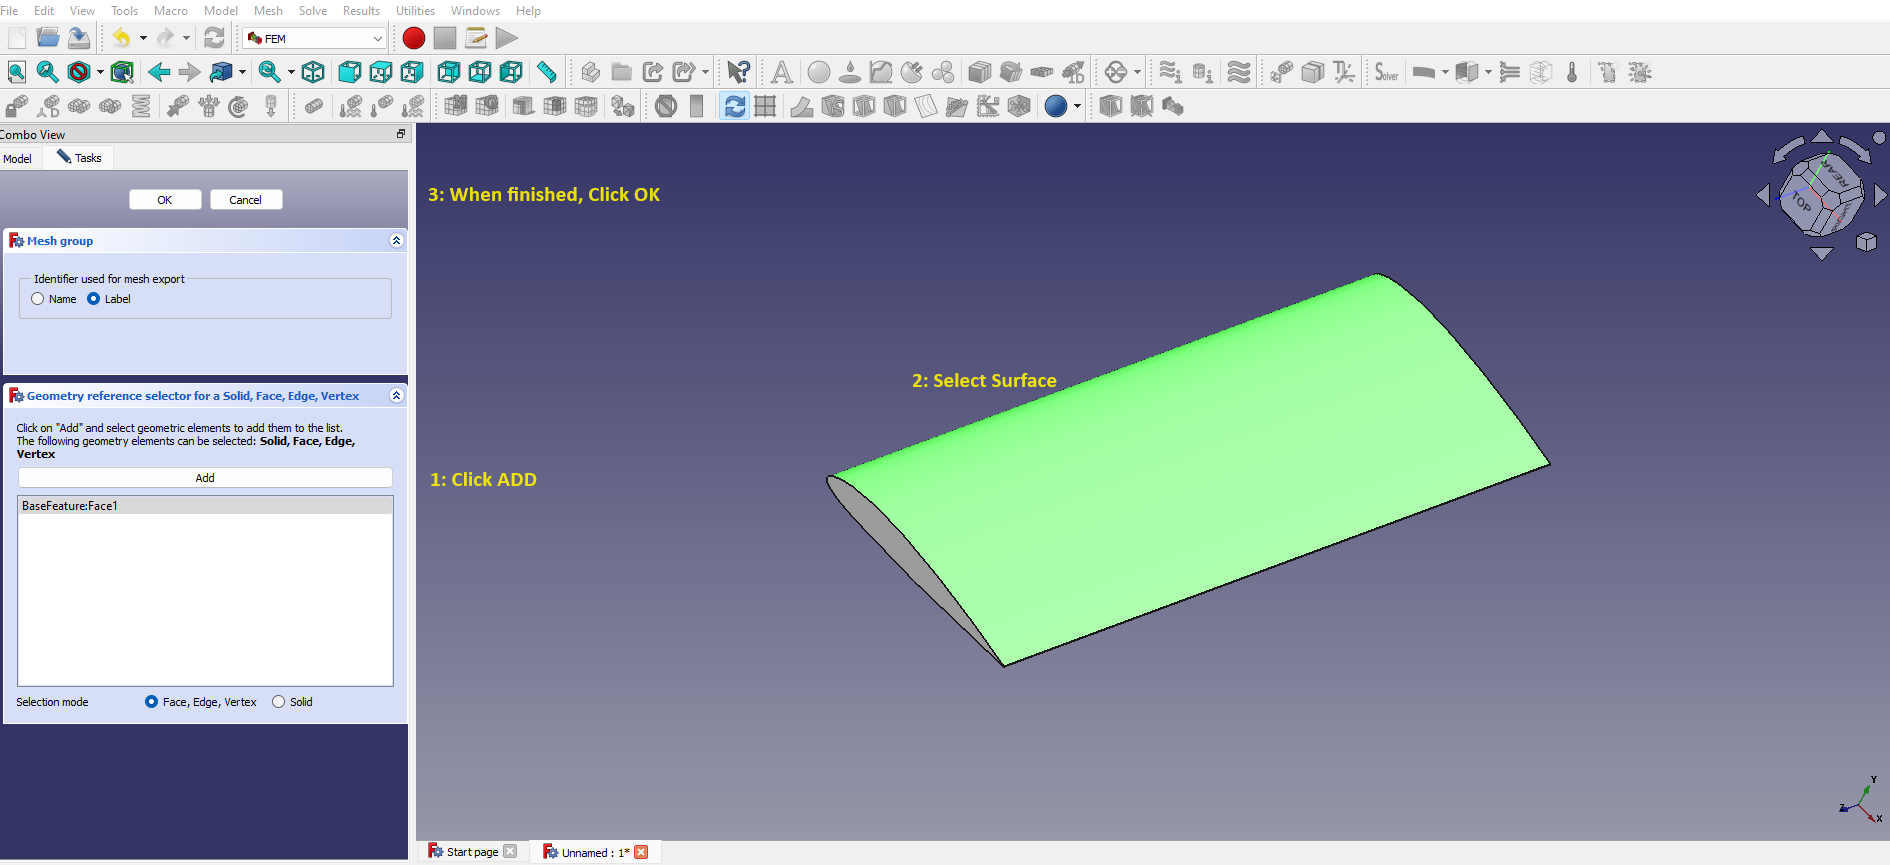 File Edit View Tools Macro Model Mesh Solve Results Utilities Windows Help
FEM
Solver
Combo View
Model Tasks
OK Cancel
Mesh group
Identifier used for mesh export
Name Label
Geometry reference selector for a Solid, Face, Edge, Vertex
Click on "Add" and select geometric elements to add them to the list.
The following geometry elements can be selected: Solid, Face, Edge,
Vertex
Add
BaseFeature:Face1
Selection mode Face, Edge, Vertex Solid
3: When finished, Click OK
2: Select Surface
1: Click ADD
REAR
TOP
Y
Z
X
Start page Unnamed : 1*